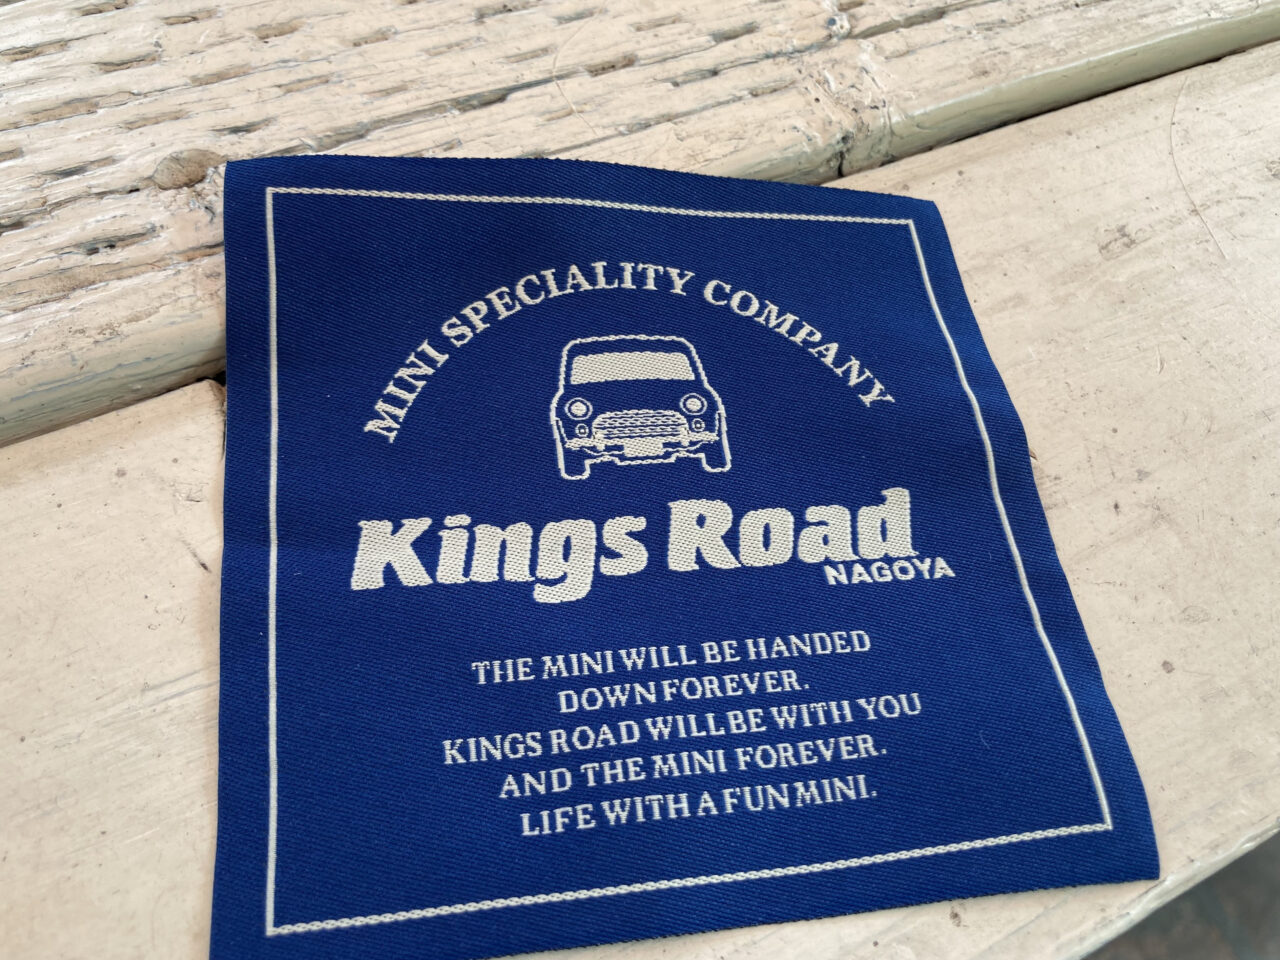 MINI SPECIALITY COMPANY
Kings Road
NAGOYA
THE MINI WILL BE HANDED
DOWN FOREVER.
KINGS ROAD WILL BE WITH YOU
AND THE MINI FOREVER.
LIFE WITH A FUN MINI.